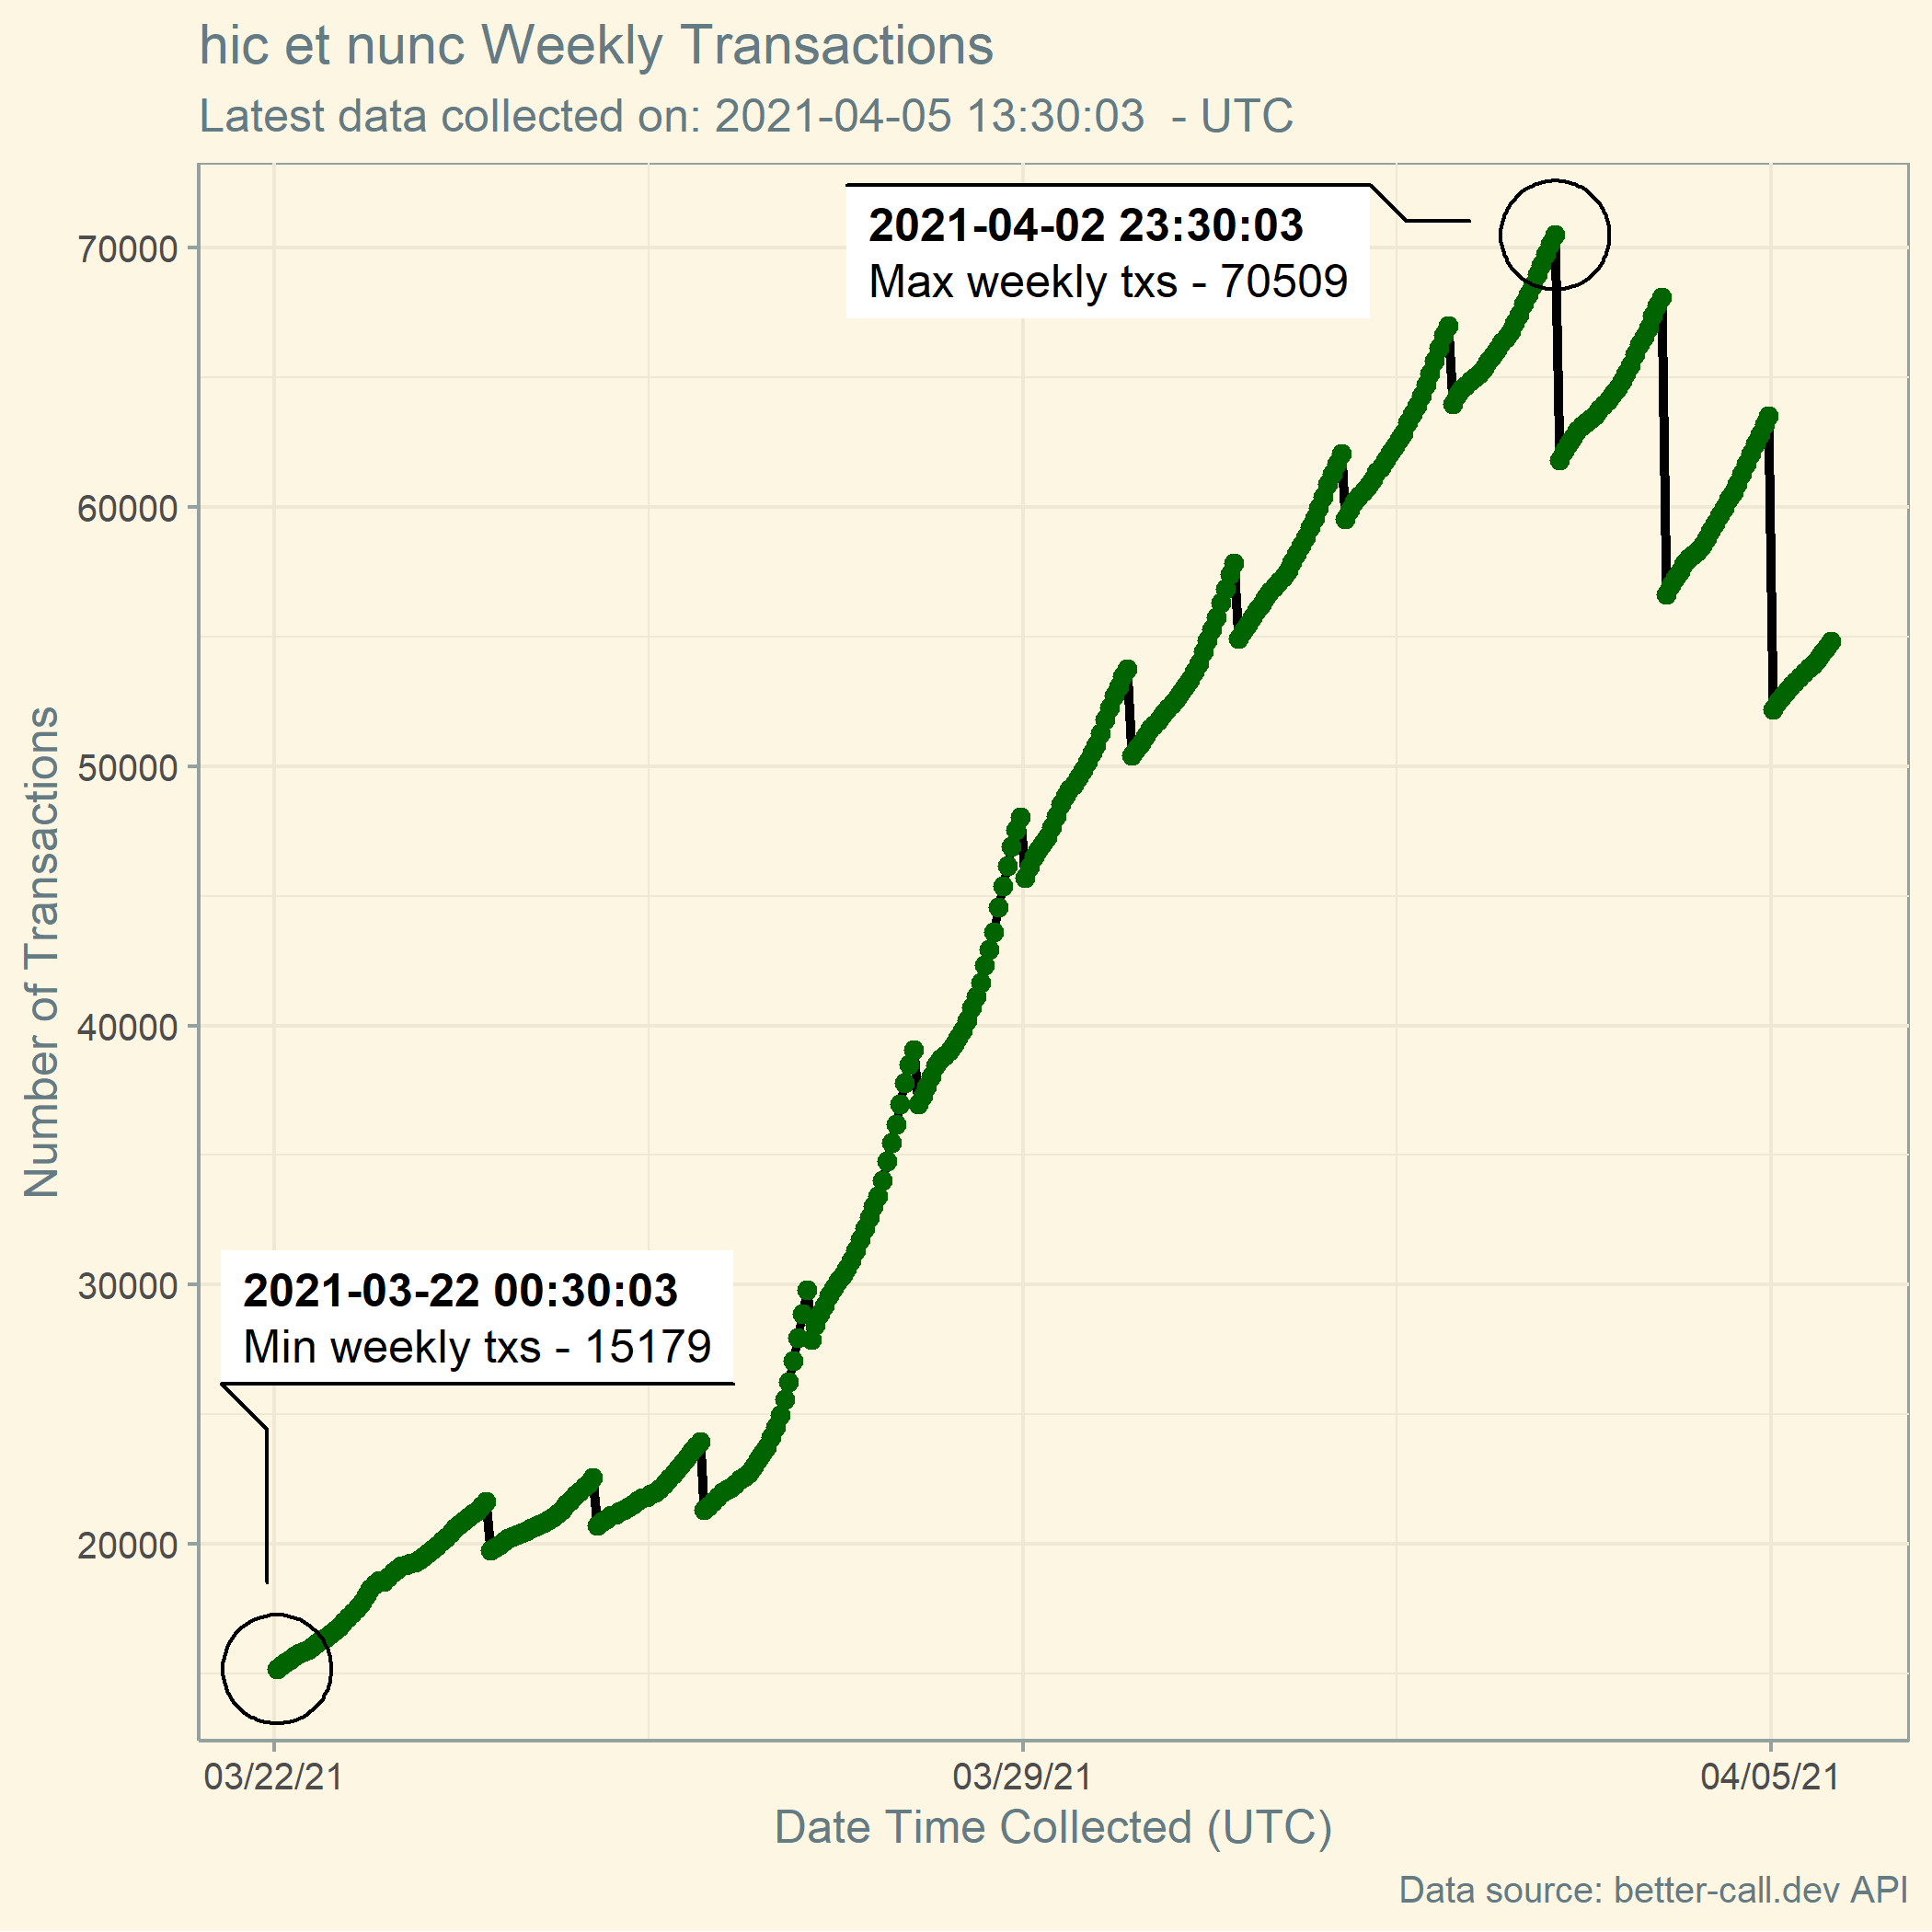 hic et nunc Weekly Transactions
Latest data collected on: 2021-04-05 13:30:03  - UTC
2021-04-02 23:30:03
Max weekly txs - 70509
70000
60000
50000
40000
30000
20000
Number of Transactions
2021-03-22 00:30:03
Min weekly txs - 15179
03/22/21
03/29/21
04/05/21
Date Time Collected (UTC)
Data source: better-call.dev API